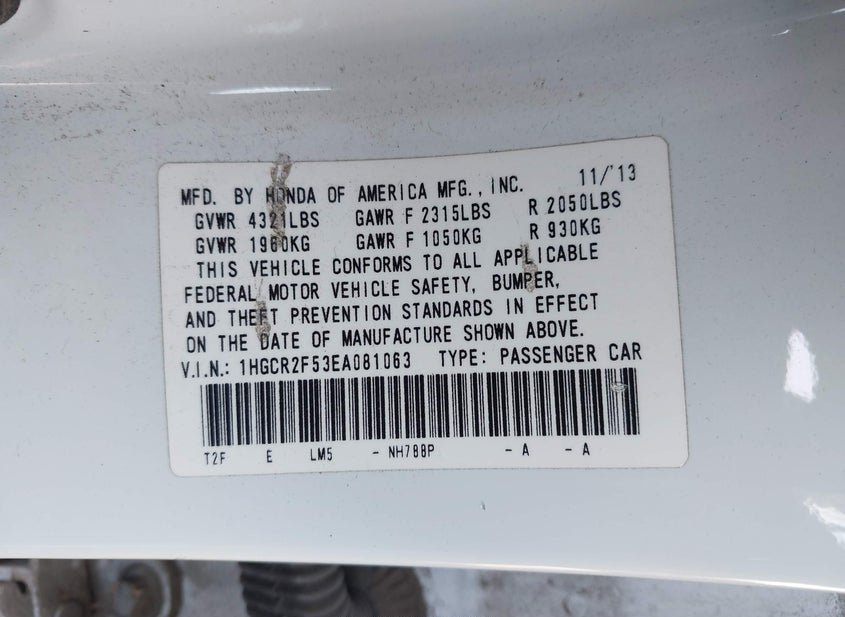 MFD. BY HONDA OF AMERICA MFG., INC. 11/'13
GVWR 4321LBS GAWR F 2315LBS R 2050LBS
GVWR 1960KG GAWR F 1050KG R 930KG
THIS VEHICLE CONFORMS TO ALL APPLICABLE
FEDERAL MOTOR VEHICLE SAFETY, BUMPER,
AND THEFT PREVENTION STANDARDS IN EFFECT
ON THE DATE OF MANUFACTURE SHOWN ABOVE.
V.I.N.: 1HGCR2F53EA081063 TYPE: PASSENGER CAR
T2F E LM5 - NH788P - A - A